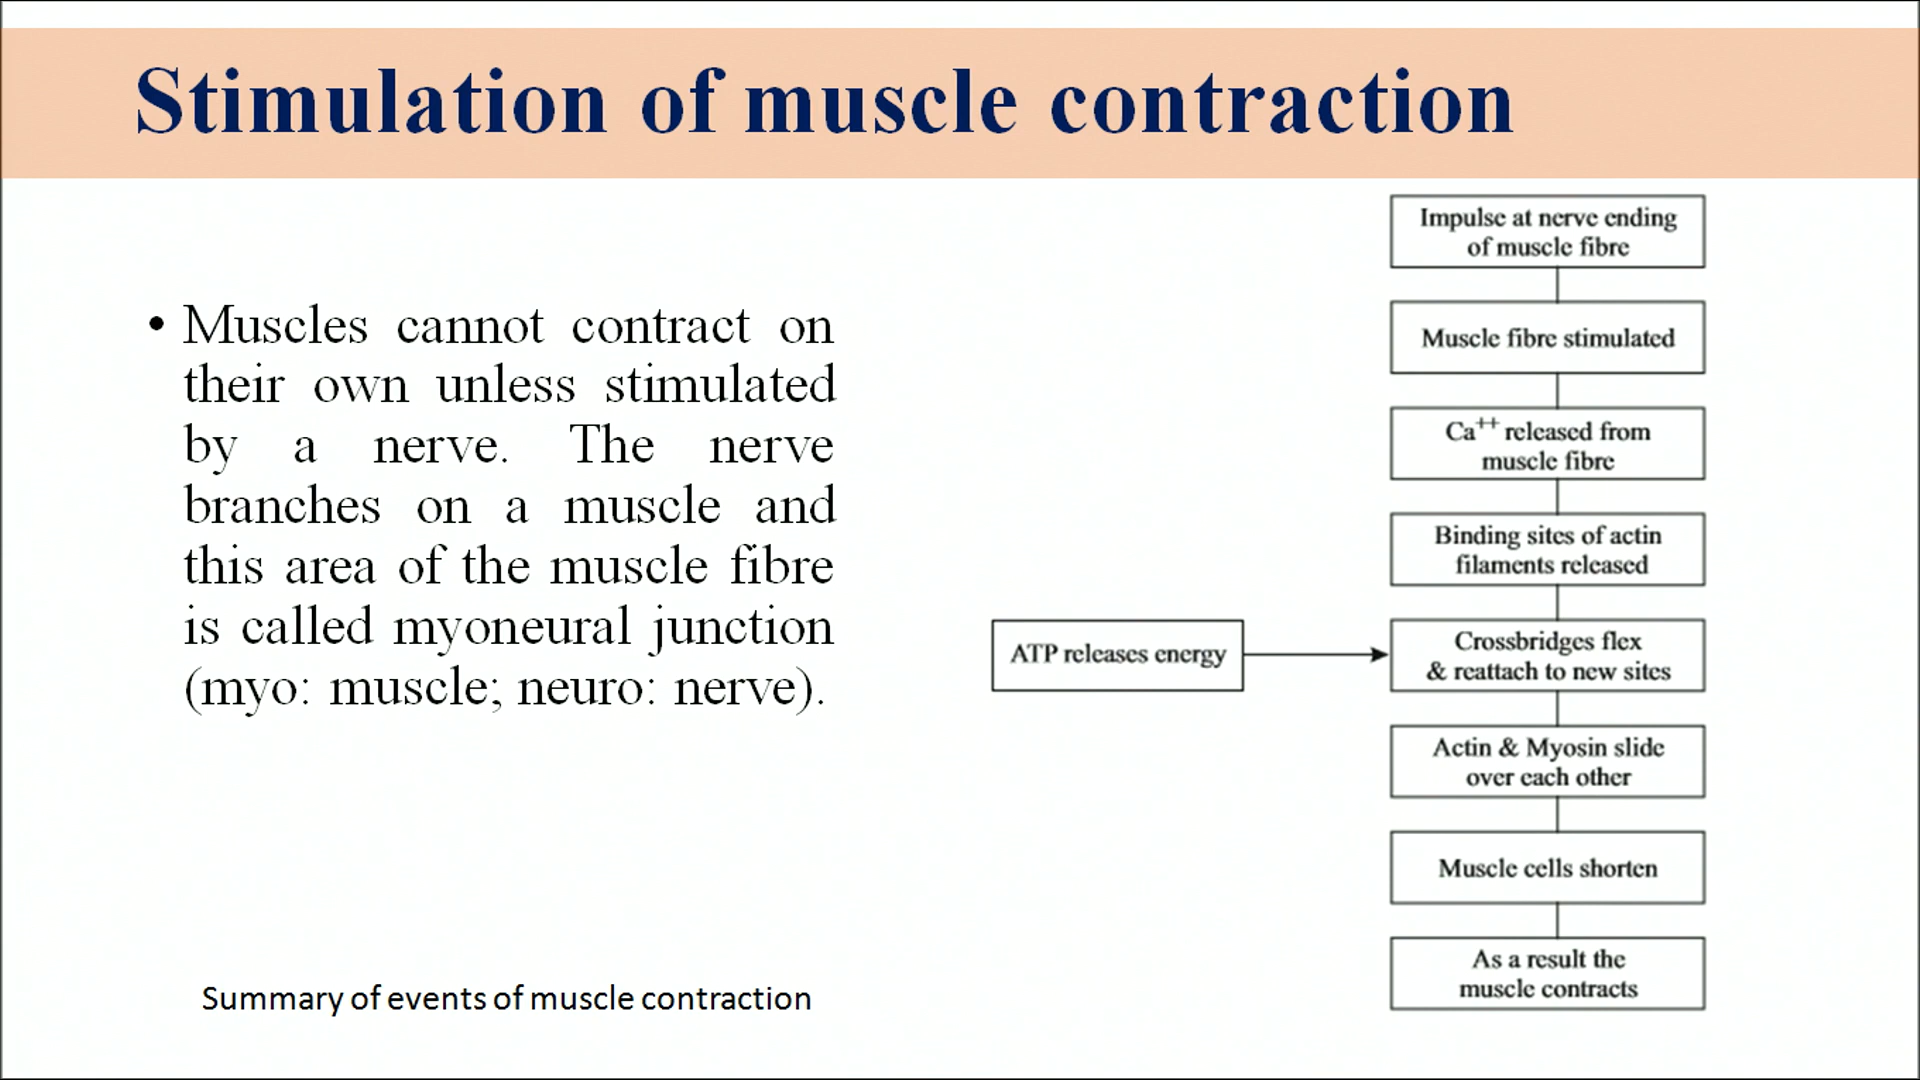 Stimulation of muscle contraction
• Muscles cannot contract on
their own unless stimulated
by a nerve. The nerve
branches on a muscle and
this area of the muscle fibre
is called myoneural junction
(myo: muscle; neuro: nerve).
Summary of events of muscle contraction
Impulse at nerve ending
of muscle fibre
Muscle fibre stimulated
Ca⁺⁺ released from
muscle fibre
Binding sites of actin
filaments released
ATP releases energy
Crossbridges flex
& reattach to new sites
Actin & Myosin slide
over each other
Muscle cells shorten
As a result the
muscle contracts